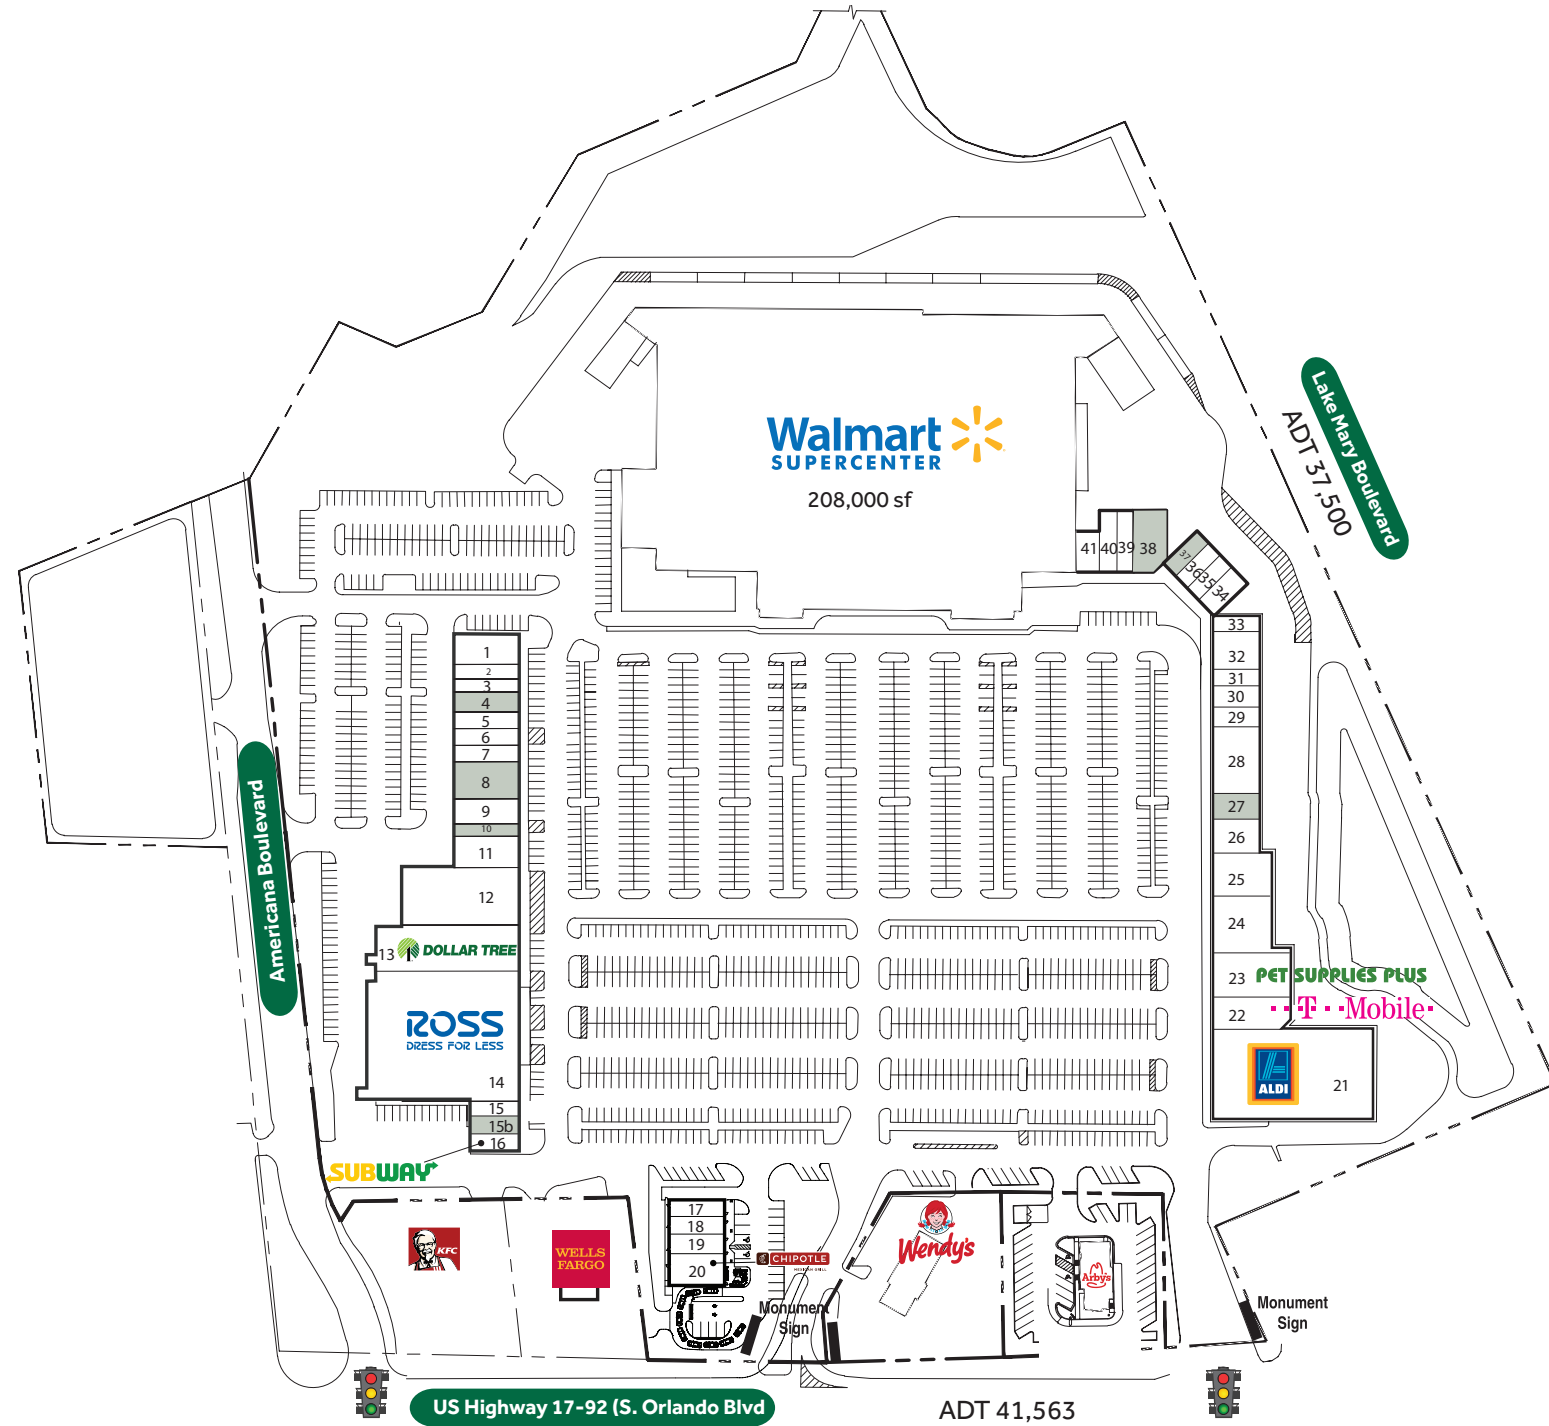 Walmart
SUPERCENTER
208,000 sf
Lake Mary Boulevard
ADT 37,500
41
40
39
38
37
36
35
34
33
32
31
30
29
28
27
26
25
24
23
PET SUPPLIES PLUS
22
T Mobile
ALDI
21
1
2
3
4
5
6
7
8
9
10
11
12
13
DOLLAR TREE
ROSS
DRESS FOR LESS
14
15
15b
16
SUBWAY
Americana Boulevard
KFC
WELLS
FARGO
17
18
19
20
CHIPOTLE
MEXICAN GRILL
Monument
Sign
Wendy's
Arby's
Monument
Sign
US Highway 17-92 (S. Orlando Blvd
ADT 41,563